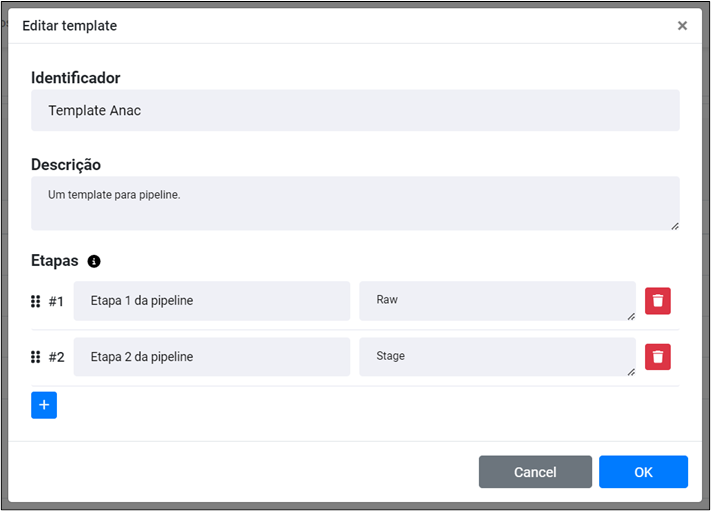 Editar template
×
Identificador
Template Anac
Descrição
Um template para pipeline.
Etapas
#1 Etapa 1 da pipeline Raw
#2 Etapa 2 da pipeline Stage
+
Cancel OK